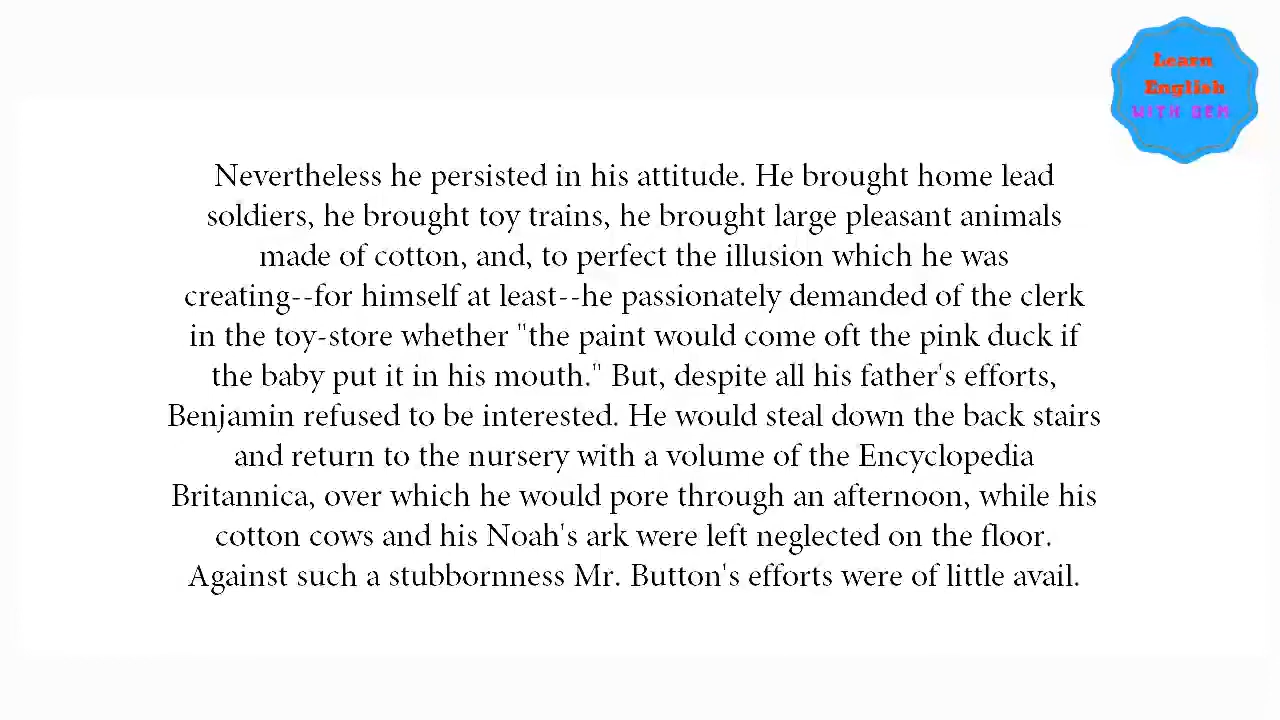 Learn
English
WITH GEM
Nevertheless he persisted in his attitude. He brought home lead
soldiers, he brought toy trains, he brought large pleasant animals
made of cotton, and, to perfect the illusion which he was
creating--for himself at least--he passionately demanded of the clerk
in the toy-store whether "the paint would come oft the pink duck if
the baby put it in his mouth." But, despite all his father's efforts,
Benjamin refused to be interested. He would steal down the back stairs
and return to the nursery with a volume of the Encyclopedia
Britannica, over which he would pore through an afternoon, while his
cotton cows and his Noah's ark were left neglected on the floor.
Against such a stubbornness Mr. Button's efforts were of little avail.